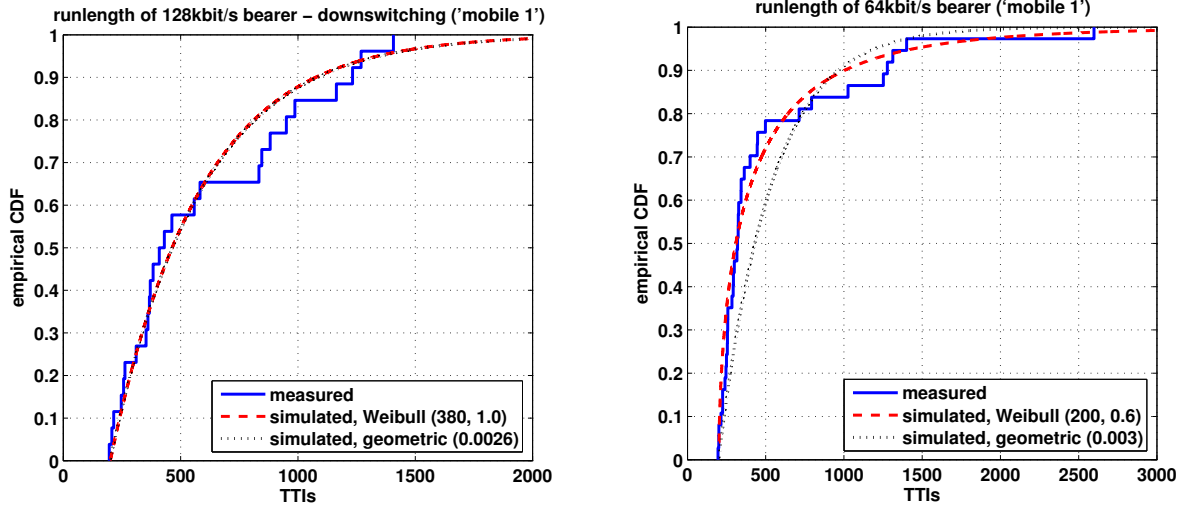 runlength of 128kbit/s bearer − downswitching ('mobile 1')
1
0.9
0.8
0.7
0.6
0.5
0.4
0.3
0.2
0.1
0
empirical CDF
measured
simulated, Weibull (380, 1.0)
simulated, geometric (0.0026)
0 500 1000 1500 2000
TTIs
runlength of 64kbit/s bearer (‘mobile 1’)
1
0.9
0.8
0.7
0.6
0.5
0.4
0.3
0.2
0.1
0
empirical CDF
measured
simulated, Weibull (200, 0.6)
simulated, geometric (0.003)
0 500 1000 1500 2000 2500 3000
TTIs